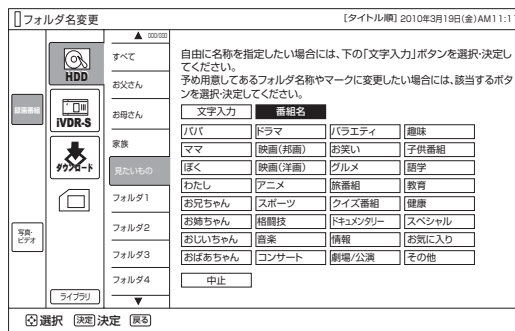 フォルダ名変更
[タイトル順] 2010年3月19日(金)AM11:11
▲ 000/000
自由に名称を指定したい場合には、下の「文字入力」ボタンを選択・決定し
てください。
予め用意してあるフォルダ名称やマークに変更したい場合には、該当するボタ
ンを選択・決定してください。
録画番組
写真・
ビデオ
HDD
iVDR-S
ダウンロード
ライブラリ
すべて
お父さん
お母さん
家族
見たいもの
フォルダ1
フォルダ2
フォルダ3
フォルダ4
▼
文字入力 番組名
パパ ドラマ バラエティ 趣味
ママ 映画(邦画) お笑い 子供番組
ぼく 映画(洋画) グルメ 語学
わたし アニメ 旅番組 教育
お兄ちゃん スポーツ クイズ番組 健康
お姉ちゃん 格闘技 ドキュメンタリー スペシャル
おじいちゃん 音楽 情報 お気に入り
おばあちゃん コンサート 劇場/公演 その他
中止
選択 決定 決定 戻る